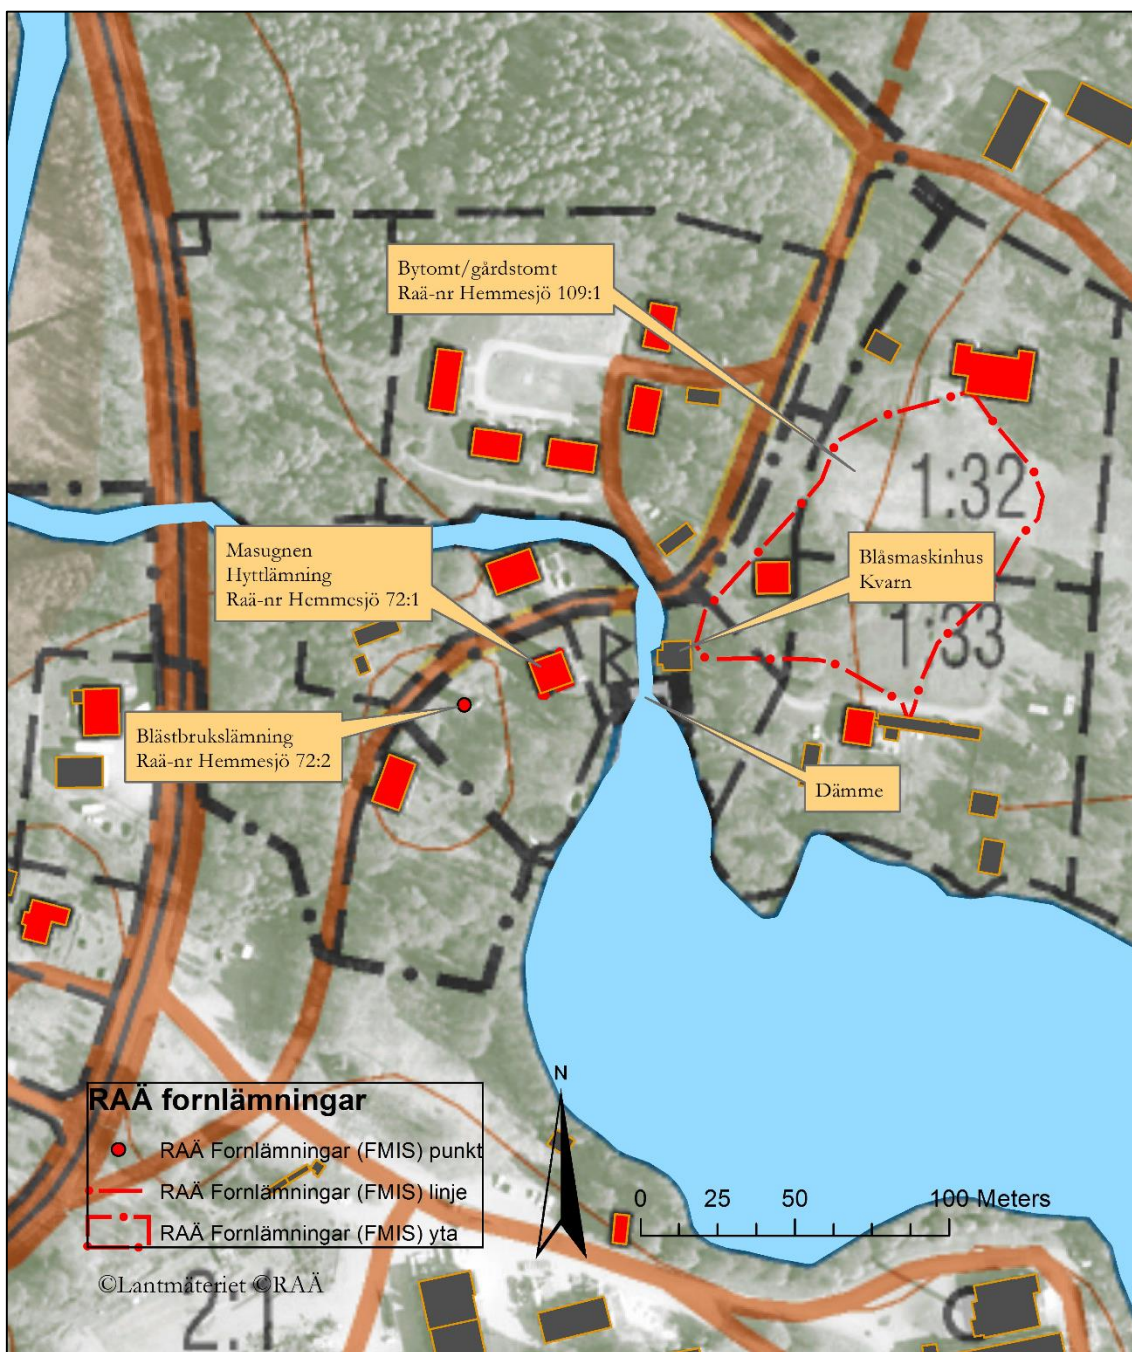 Bytomt/gårdstomt
Raä-nr Hemmesjö 109:1
1:32
Masugnen
Hyttlämning
Raä-nr Hemmesjö 72:1
Blåsmaskinhus
Kvarn
1:33
B
Blästbrukslämning
Raä-nr Hemmesjö 72:2
Dämme
N
RAÄ fornlämningar
RAÄ Fornlämningar (FMIS) punkt
RAÄ Fornlämningar (FMIS) linje
RAÄ Fornlämningar (FMIS) yta
0 25 50 100 Meters
©Lantmäteriet ©RAÄ
2:1